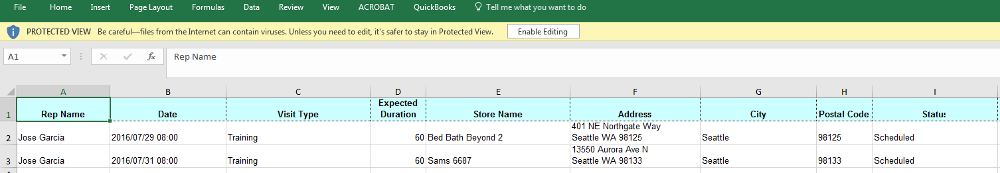 File Home Insert Page Layout Formulas Data Review View ACROBAT QuickBooks Tell me what you want to do
PROTECTED VIEW Be careful—files from the Internet can contain viruses. Unless you need to edit, it's safer to stay in Protected View. Enable Editing
A1 fx Rep Name
A B C D E F G H I
1 Rep Name Date Visit Type Expected Duration Store Name Address City Postal Code Status
2 Jose Garcia 2016/07/29 08:00 Training 60 Bed Bath Beyond 2 401 NE Northgate Way Seattle WA 98125 Seattle 98125 Scheduled
3 Jose Garcia 2016/07/31 08:00 Training 60 Sams 6687 13550 Aurora Ave N Seattle WA 98133 Seattle 98133 Scheduled